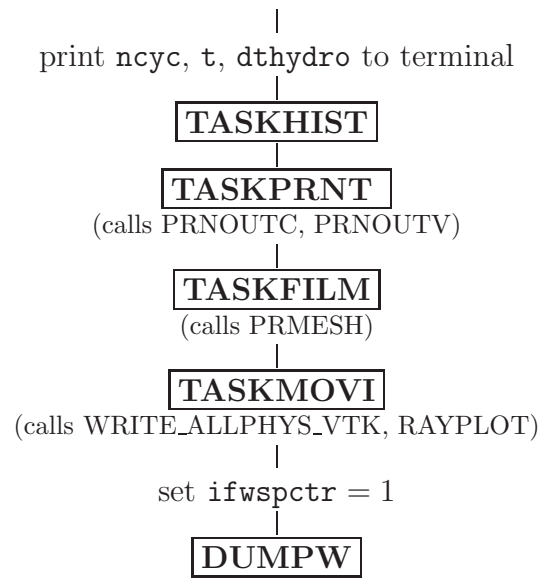 print ncyc, t, dthydro to terminal
TASKHIST
TASKPRNT
(calls PRNOUTC, PRNOUTV)
TASKFILM
(calls PRMESH)
TASKMOVI
(calls WRITE_ALLPHYS_VTK, RAYPLOT)
set ifwspctr = 1
DUMPW